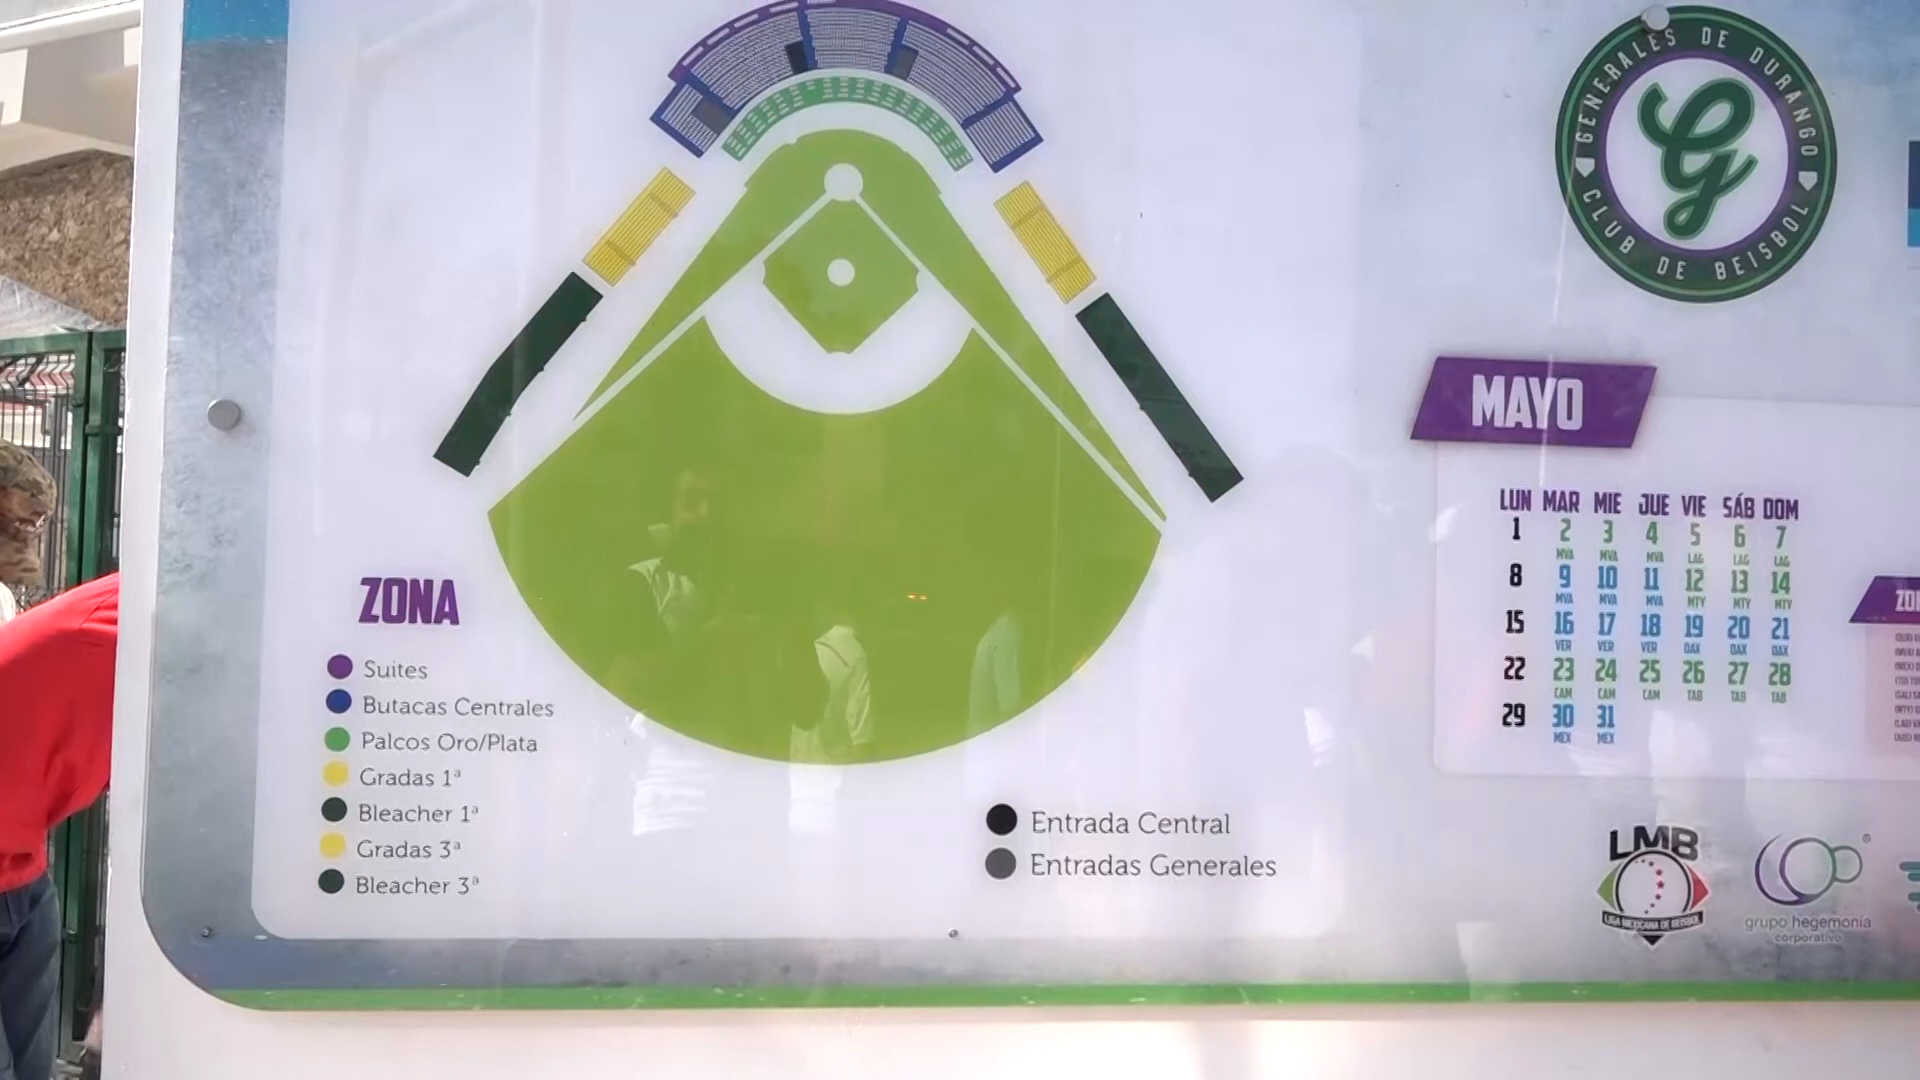 GENERALES DE DURANGO
CLUB DE BEISBOL
G
MAYO
LUN MAR MIE JUE VIE SÁB DOM
1 2 3 4 5 6 7
MVA MVA MVA LAG LAG LAG
8 9 10 11 12 13 14
MVA MVA MVA MTY MTY MTY
15 16 17 18 19 20 21
VER VER VER OAX OAX OAX
22 23 24 25 26 27 28
CAM CAM CAM TAB TAB TAB
29 30 31
MEX MEX
ZONA
Suites
Butacas Centrales
Palcos Oro/Plata
Gradas 1ª
Bleacher 1ª
Gradas 3ª
Bleacher 3ª
Entrada Central
Entradas Generales
LMB
LIGA MEXICANA DE BEISBOL
grupo hegemonía
corporativo
®